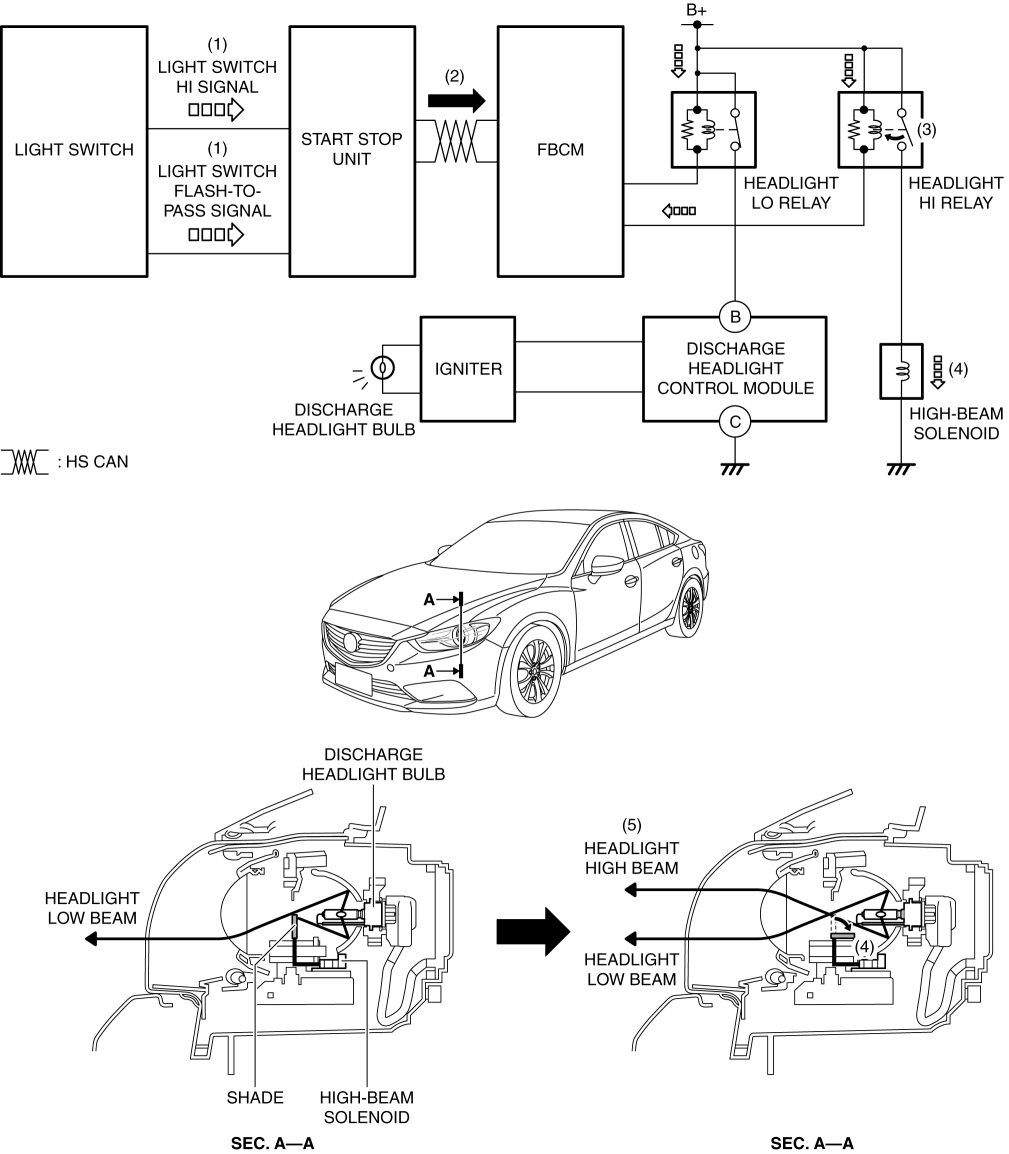 B+
(1)
LIGHT SWITCH
HI SIGNAL
(2)
LIGHT SWITCH
START STOP
UNIT
FBCM
(3)
(1)
LIGHT SWITCH
FLASH-TO-
PASS SIGNAL
HEADLIGHT
LO RELAY
HEADLIGHT
HI RELAY
B
DISCHARGE
HEADLIGHT
CONTROL MODULE
IGNITER
(4)
DISCHARGE
HEADLIGHT BULB
C
HIGH-BEAM
SOLENOID
: HS CAN
A
A
DISCHARGE
HEADLIGHT BULB
HEADLIGHT
LOW BEAM
SHADE
HIGH-BEAM
SOLENOID
SEC. A—A
(5)
HEADLIGHT
HIGH BEAM
HEADLIGHT
LOW BEAM
(4)
SEC. A—A